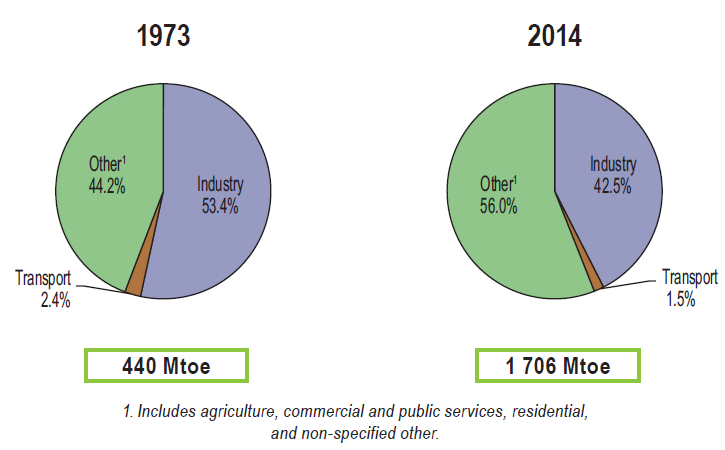 1973
2014
Other1
44.2%
Industry
53.4%
Transport
2.4%
Other1
56.0%
Industry
42.5%
Transport
1.5%
440 Mtoe
1 706 Mtoe
1. Includes agriculture, commercial and public services, residential,
and non-specified other.